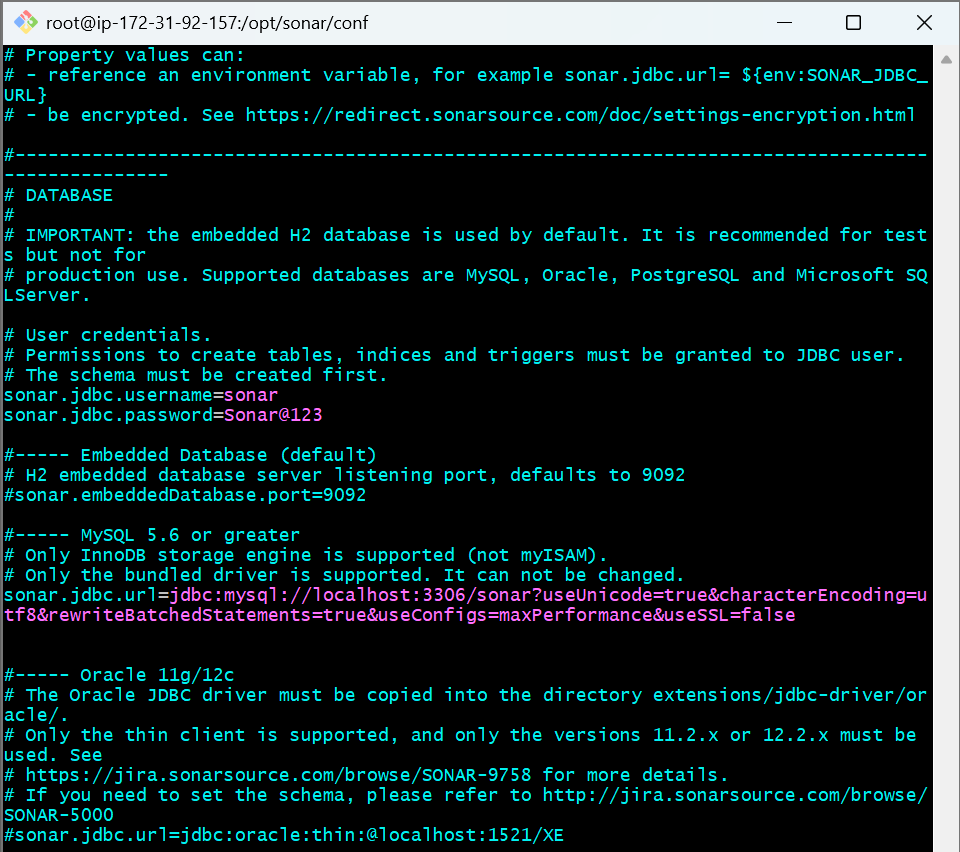 root@ip-172-31-92-157:/opt/sonar/conf
# Property values can:
# - reference an environment variable, for example sonar.jdbc.url= ${env:SONAR_JDBC_
URL}
# - be encrypted. See https://redirect.sonarsource.com/doc/settings-encryption.html
#-----------------------------------------------------------------------------------
---------------
# DATABASE
#
# IMPORTANT: the embedded H2 database is used by default. It is recommended for test
s but not for
# production use. Supported databases are MySQL, Oracle, PostgreSQL and Microsoft SQ
LServer.
# User credentials.
# Permissions to create tables, indices and triggers must be granted to JDBC user.
# The schema must be created first.
sonar.jdbc.username=sonar
sonar.jdbc.password=Sonar@123
#----- Embedded Database (default)
# H2 embedded database server listening port, defaults to 9092
#sonar.embeddedDatabase.port=9092
#----- MySQL 5.6 or greater
# Only InnoDB storage engine is supported (not myISAM).
# Only the bundled driver is supported. It can not be changed.
sonar.jdbc.url=jdbc:mysql://localhost:3306/sonar?useUnicode=true&characterEncoding=u
tf8&rewriteBatchedStatements=true&useConfigs=maxPerformance&useSSL=false
#----- Oracle 11g/12c
# The Oracle JDBC driver must be copied into the directory extensions/jdbc-driver/or
acle/.
# Only the thin client is supported, and only the versions 11.2.x or 12.2.x must be
used. See
# https://jira.sonarsource.com/browse/SONAR-9758 for more details.
# If you need to set the schema, please refer to http://jira.sonarsource.com/browse/
SONAR-5000
#sonar.jdbc.url=jdbc:oracle:thin:@localhost:1521/XE